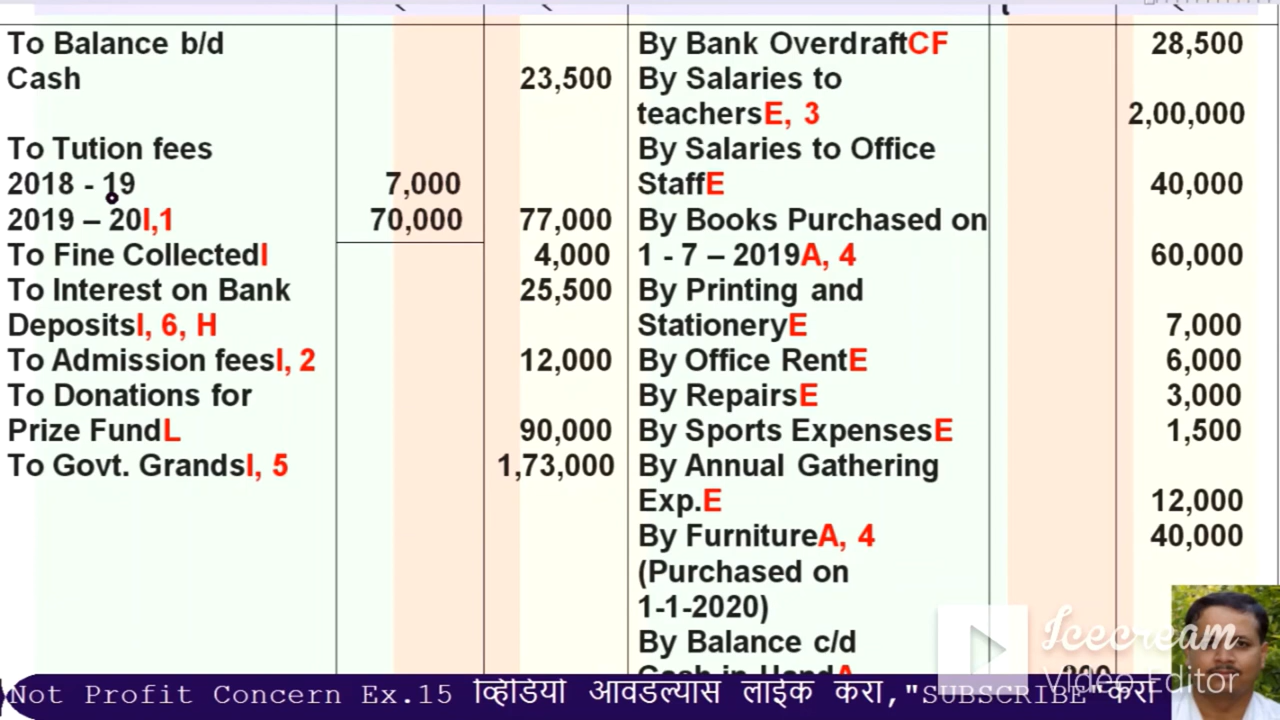 To Balance b/d
Cash 23,500
To Tution fees
2018 - 19 7,000
2019 – 20I,1 70,000 77,000
To Fine CollectedI 4,000
To Interest on Bank 25,500
DepositsI, 6, H
To Admission feesI, 2 12,000
To Donations for
Prize FundL 90,000
To Govt. GrandsI, 5 1,73,000
By Bank OverdraftCF 28,500
By Salaries to
teachersE, 3 2,00,000
By Salaries to Office
StaffE 40,000
By Books Purchased on
1 - 7 – 2019A, 4 60,000
By Printing and
StationeryE 7,000
By Office RentE 6,000
By RepairsE 3,000
By Sports ExpensesE 1,500
By Annual Gathering
Exp.E 12,000
By FurnitureA, 4 40,000
(Purchased on
1-1-2020)
By Balance c/d
Cash in HandA
Icecream
Video Editor
Not Profit Concern Ex.15 व्हिडियो आवडल्यास लाईक करा,"SUBSCRIBE"करा